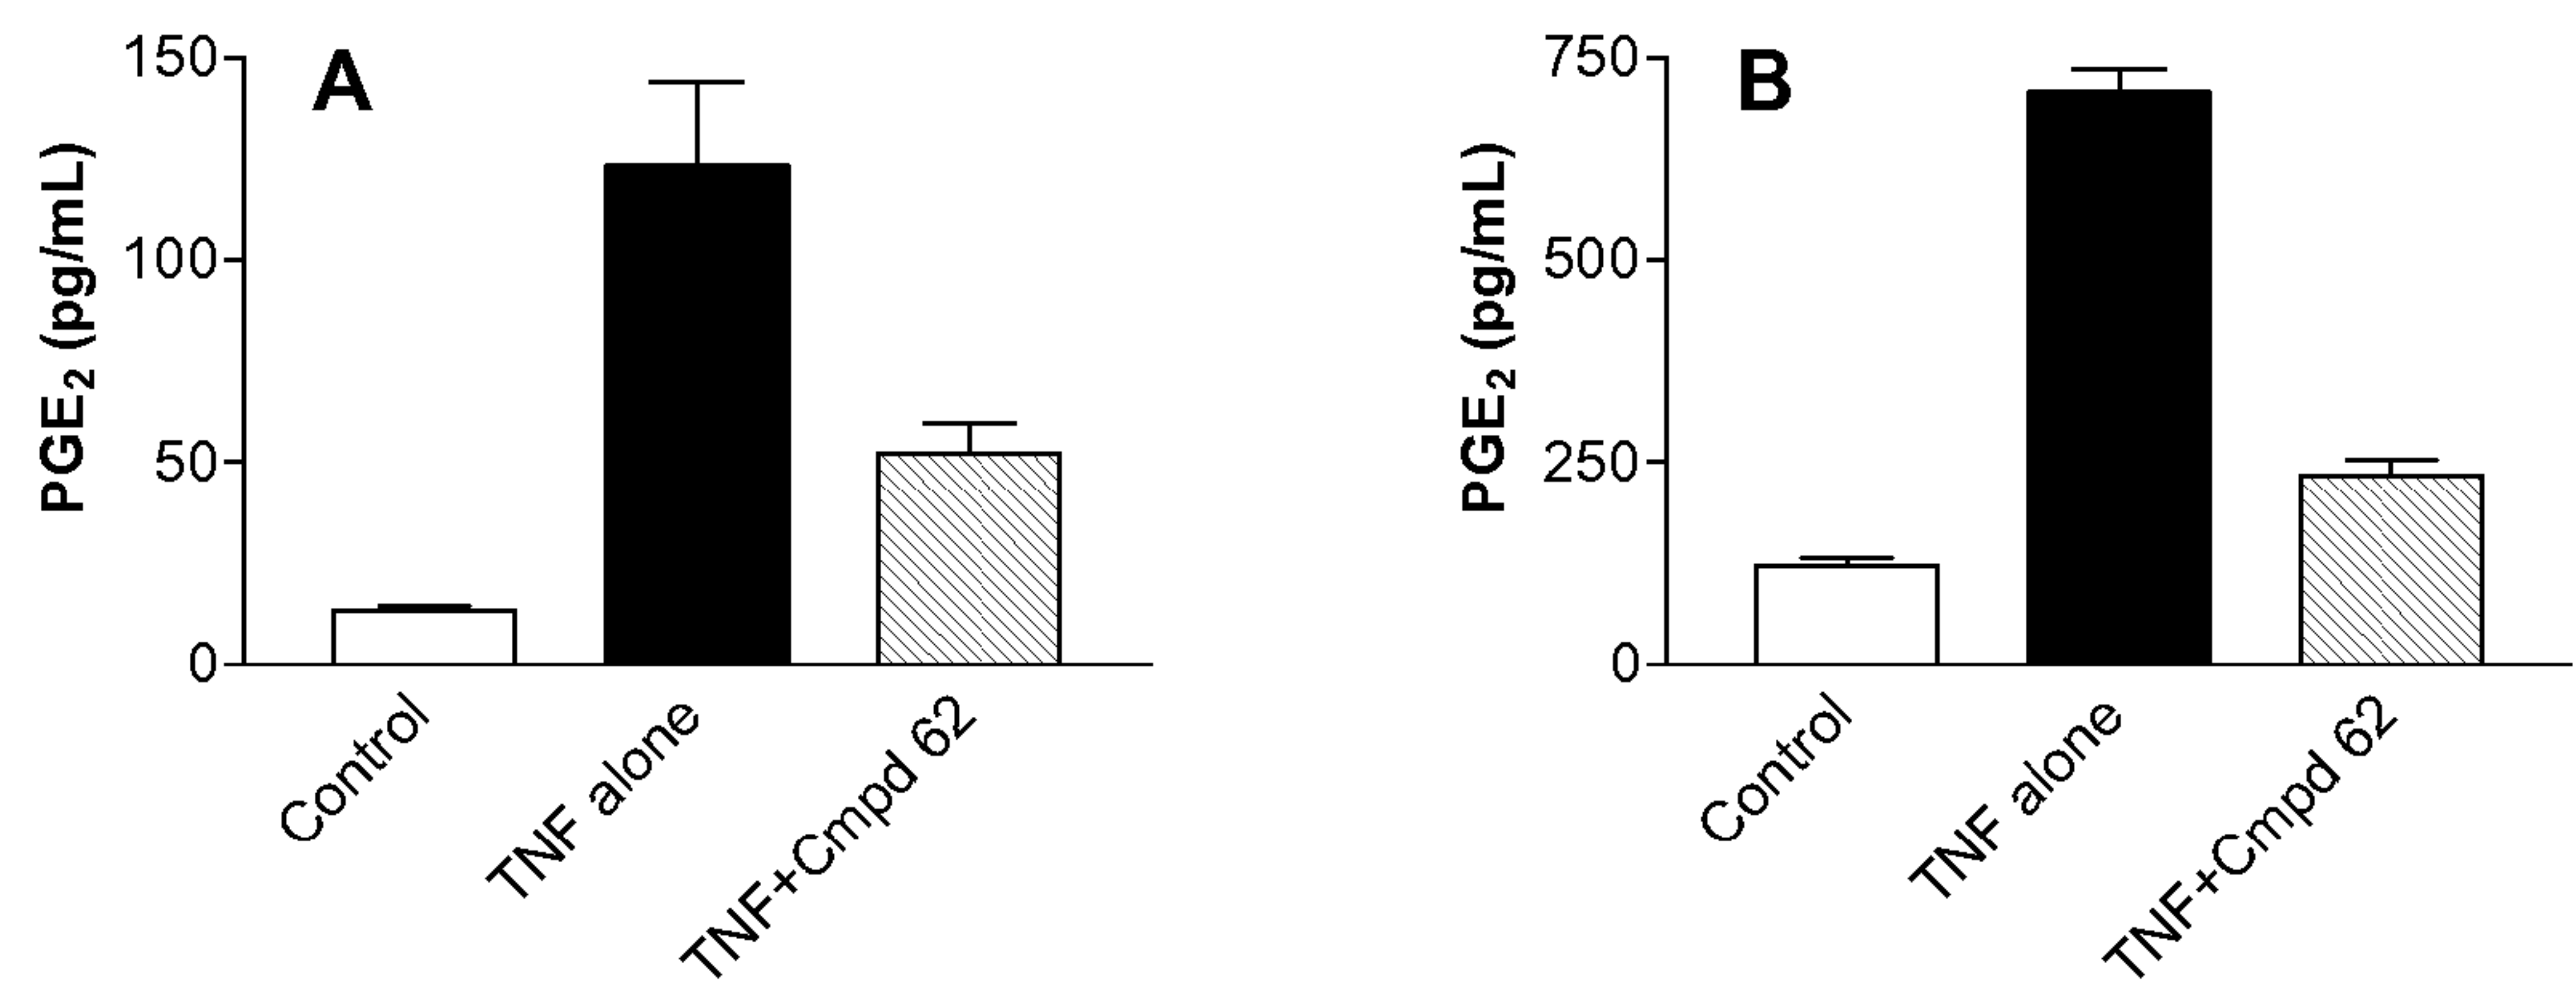 A
PGE₂ (pg/mL)
150
100
50
0
Control
TNF alone
TNF+Cmpd 62
B
PGE₂ (pg/mL)
750
500
250
0
Control
TNF alone
TNF+Cmpd 62